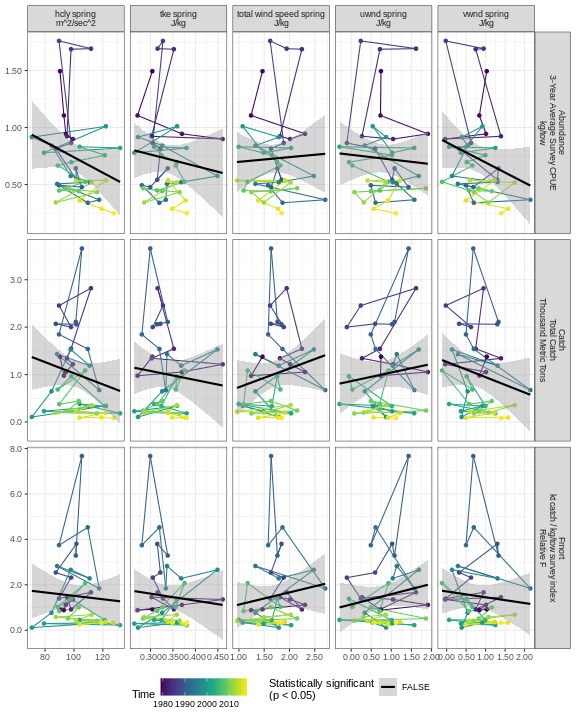 hcly spring
m^2/sec^2
tke spring
J/kg
total wind speed spring
J/kg
uwnd spring
J/kg
vwnd spring
J/kg
1.50
1.00
0.50
Abundance
3-Year Average Survey CPUE
kg/tow
3.0
2.0
1.0
0.0
Catch
Total Catch
Thousand Metric Tons
8.0
6.0
4.0
2.0
0.0
Fmort
kt catch / kg/tow survey index
Relative F
80 100 120
0.300 0.350 0.400 0.450
1.00 1.50 2.00 2.50
0.00 0.50 1.00 1.50 2.00
0.00 0.50 1.00 1.50 2.00
Time
1980 1990 2000 2010
Statistically significant
(p < 0.05)
FALSE